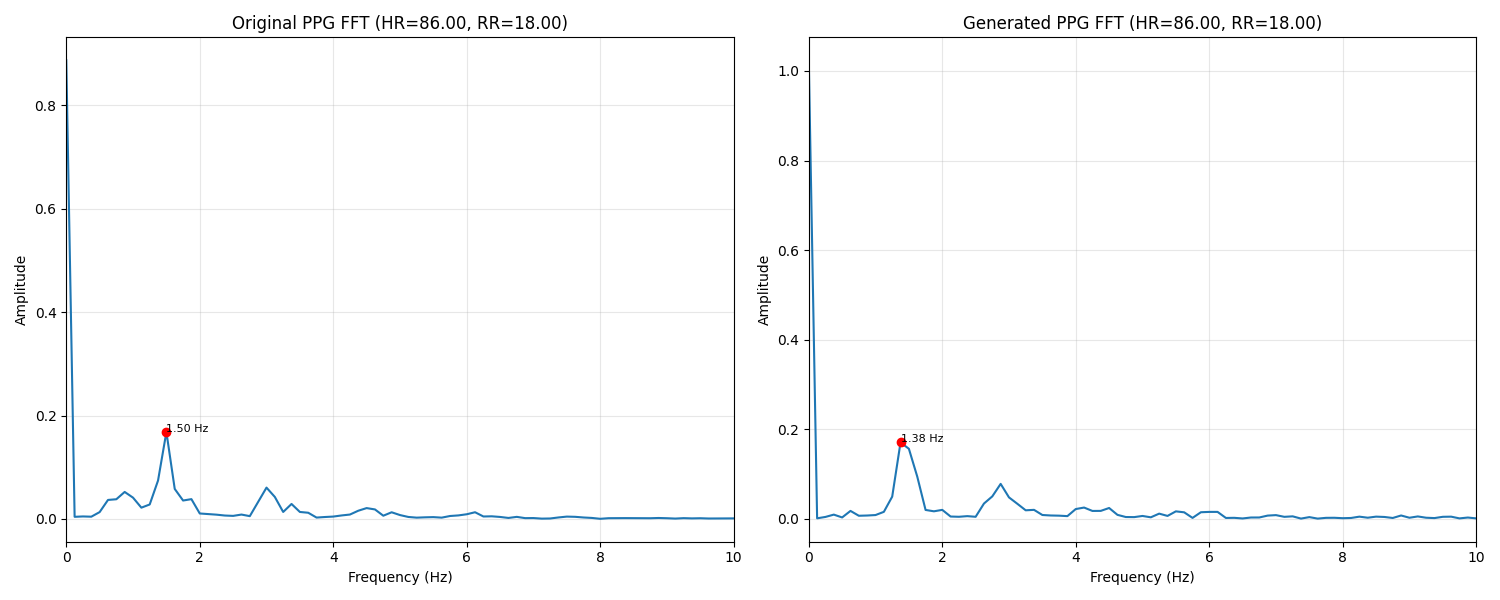 Original PPG FFT (HR=86.00, RR=18.00)
Amplitude
0.8
0.6
0.4
0.2
0.0
1.50 Hz
0
2
4
6
8
10
Frequency (Hz)
Generated PPG FFT (HR=86.00, RR=18.00)
Amplitude
1.0
0.8
0.6
0.4
0.2
0.0
1.38 Hz
0
2
4
6
8
10
Frequency (Hz)